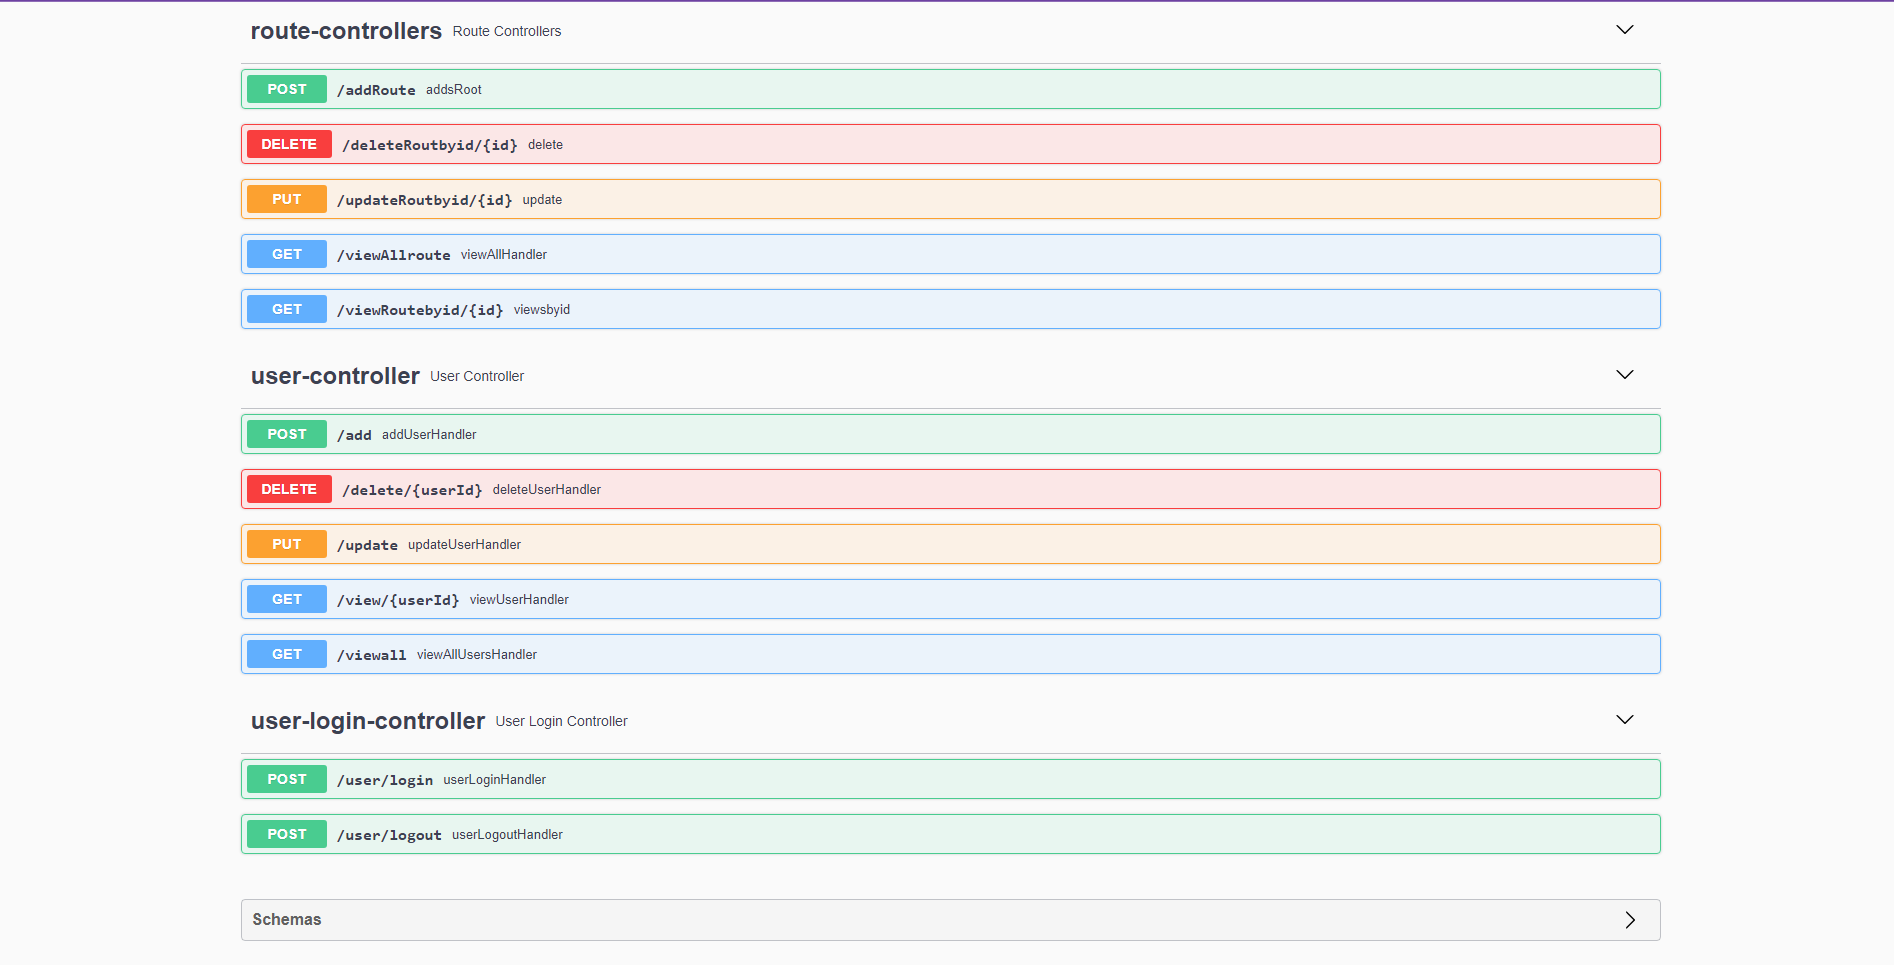 route-controllers Route Controllers
POST /addRoute addsRoot
DELETE /deleteRoutbyid/{id} delete
PUT /updateRoutbyid/{id} update
GET /viewAllroute viewAllHandler
GET /viewRoutebyid/{id} viewsbyid
user-controller User Controller
POST /add addUserHandler
DELETE /delete/{userId} deleteUserHandler
PUT /update updateUserHandler
GET /view/{userId} viewUserHandler
GET /viewall viewAllUsersHandler
user-login-controller User Login Controller
POST /user/login userLoginHandler
POST /user/logout userLogoutHandler
Schemas